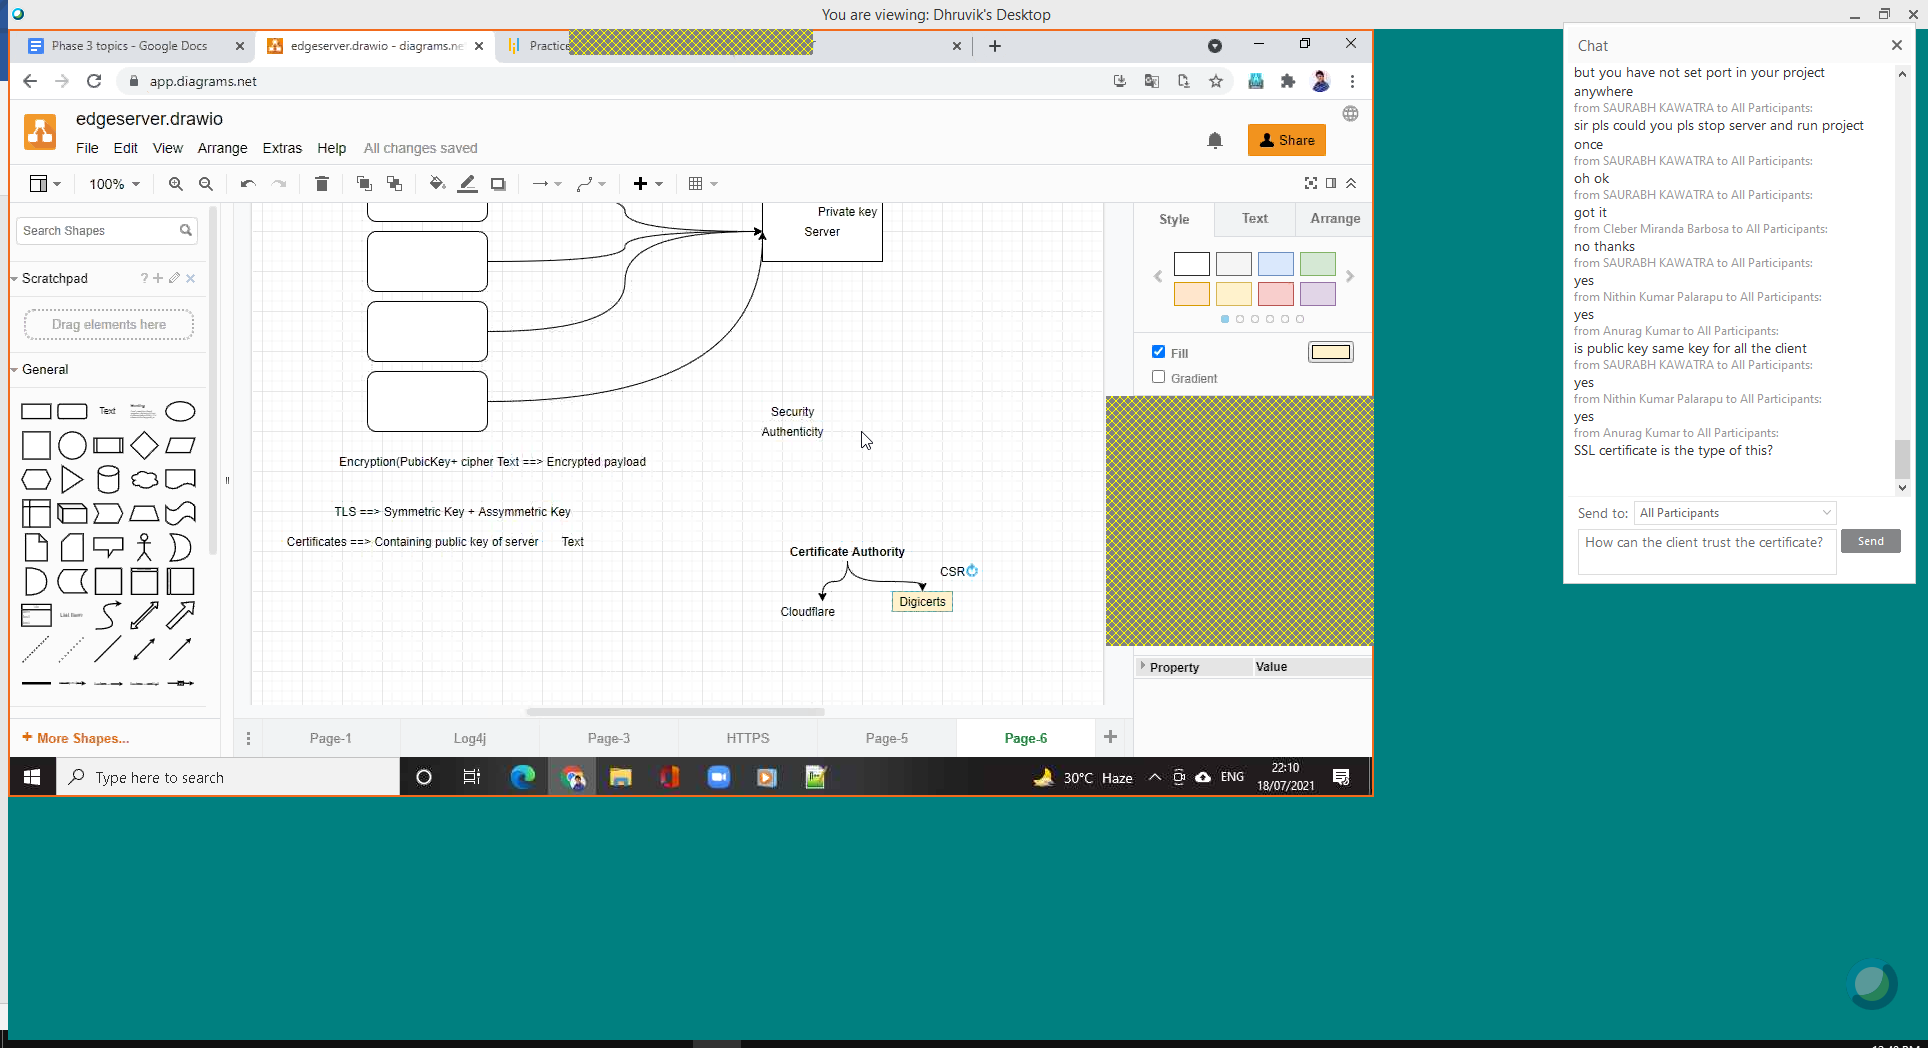 You are viewing: Dhruvik's Desktop
Phase 3 topics - Google Docs
edgeserver.drawio - diagrams.ne
Practice
app.diagrams.net
edgeserver.drawio
File Edit View Arrange Extras Help All changes saved
Share
100%
Search Shapes
Scratchpad
?
Drag elements here
General
Text
Heading
List Item
+ More Shapes...
Private key
Server
Security
Authenticity
Encryption(PubicKey+ cipher Text ==> Encrypted payload
TLS ==> Symmetric Key + Assymmetric Key
Certificates ==> Containing public key of server
Text
Certificate Authority
CSR
Cloudflare
Digicerts
Style Text Arrange
Fill
Gradient
Property Value
Page-1 Log4j Page-3 HTTPS Page-5 Page-6
Type here to search
30°C Haze
ENG
22:10
18/07/2021
Chat
but you have not set port in your project
anywhere
from SAURABH KAWATRA to All Participants:
sir pls could you pls stop server and run project
once
from SAURABH KAWATRA to All Participants:
oh ok
from SAURABH KAWATRA to All Participants:
got it
from Cleber Miranda Barbosa to All Participants:
no thanks
from SAURABH KAWATRA to All Participants:
yes
from Nithin Kumar Palarapu to All Participants:
yes
from Anurag Kumar to All Participants:
is public key same key for all the client
from SAURABH KAWATRA to All Participants:
yes
from Nithin Kumar Palarapu to All Participants:
yes
from Anurag Kumar to All Participants:
SSL certificate is the type of this?
Send to: All Participants
How can the client trust the certificate?
Send